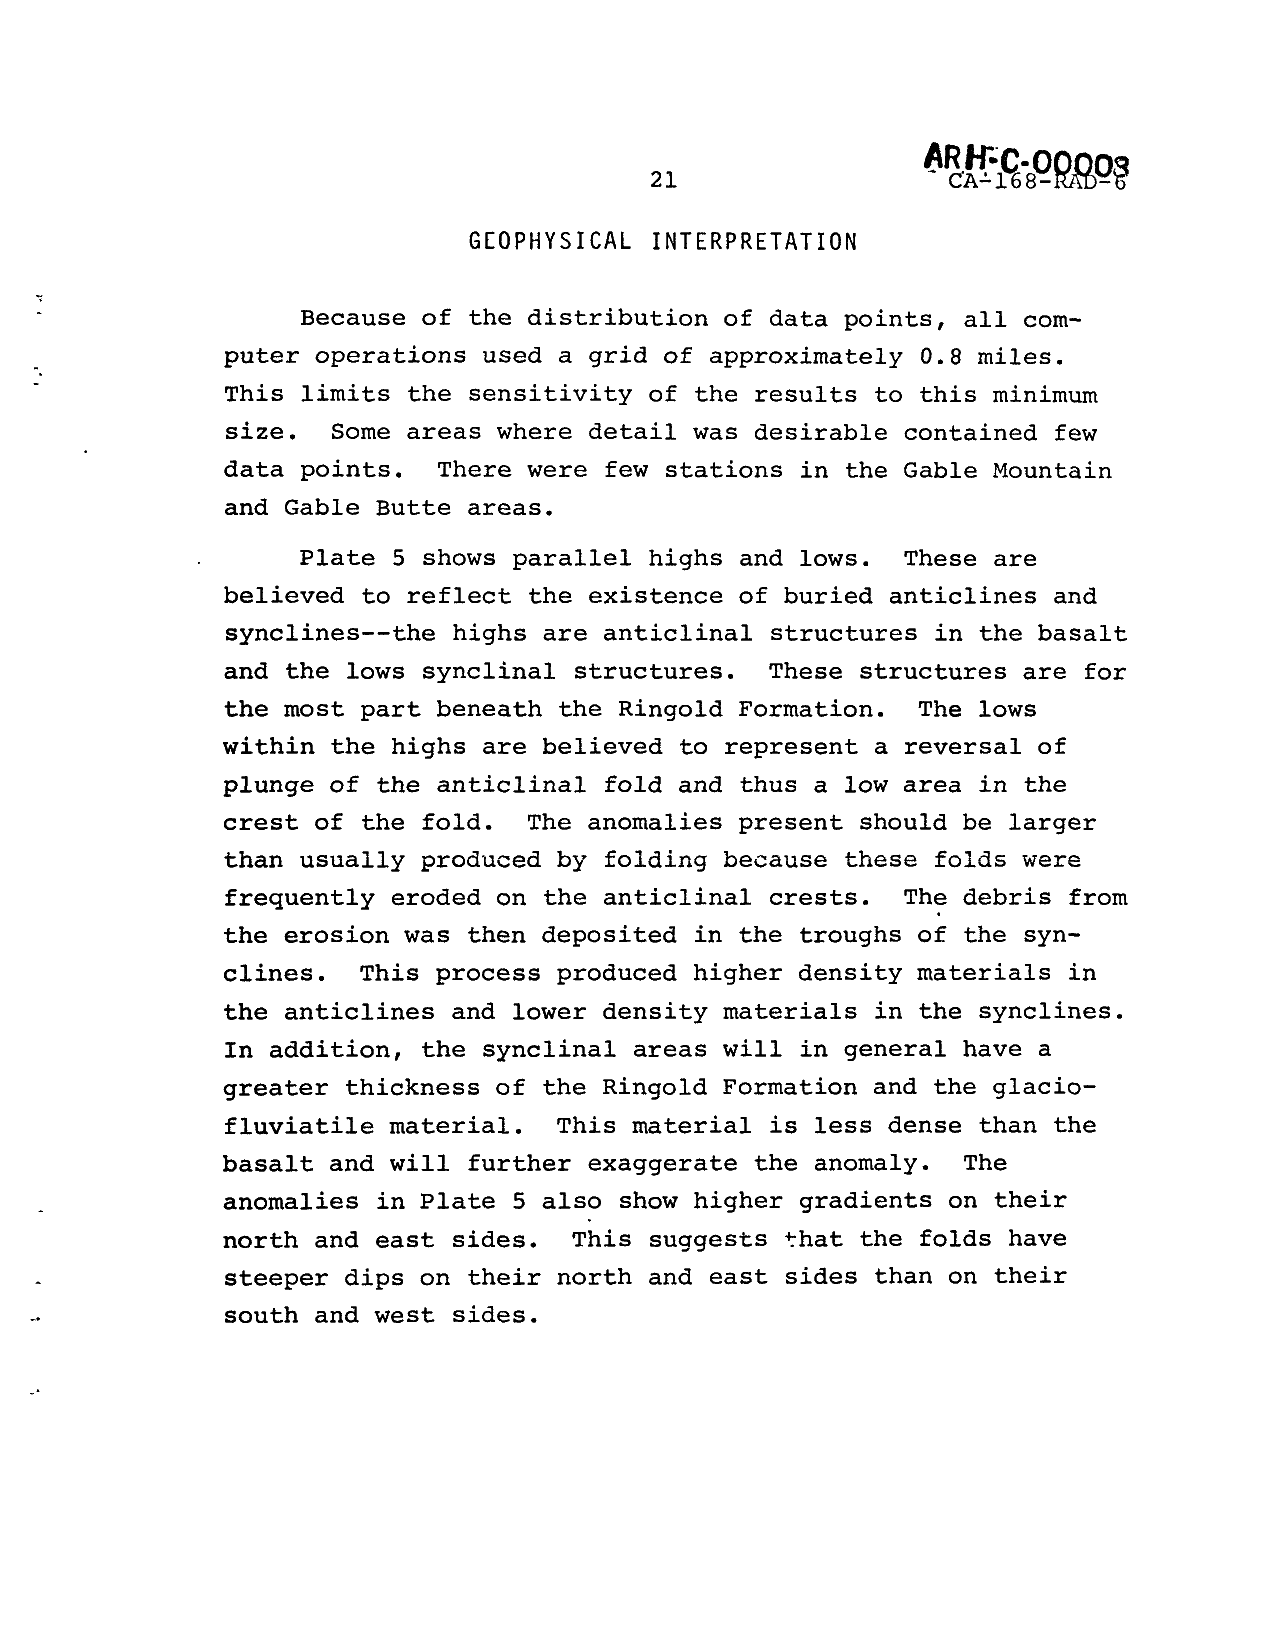 ARH-C-00003
21
CA-168-RAD-6
GEOPHYSICAL INTERPRETATION
Because of the distribution of data points, all com-
puter operations used a grid of approximately 0.8 miles.
This limits the sensitivity of the results to this minimum
size. Some areas where detail was desirable contained few
data points. There were few stations in the Gable Mountain
and Gable Butte areas.
Plate 5 shows parallel highs and lows. These are
believed to reflect the existence of buried anticlines and
synclines--the highs are anticlinal structures in the basalt
and the lows synclinal structures. These structures are for
the most part beneath the Ringold Formation. The lows
within the highs are believed to represent a reversal of
plunge of the anticlinal fold and thus a low area in the
crest of the fold. The anomalies present should be larger
than usually produced by folding because these folds were
frequently eroded on the anticlinal crests. The debris from
the erosion was then deposited in the troughs of the syn-
clines. This process produced higher density materials in
the anticlines and lower density materials in the synclines.
In addition, the synclinal areas will in general have a
greater thickness of the Ringold Formation and the glacio-
fluviatile material. This material is less dense than the
basalt and will further exaggerate the anomaly. The
anomalies in Plate 5 also show higher gradients on their
north and east sides. This suggests that the folds have
steeper dips on their north and east sides than on their
south and west sides.